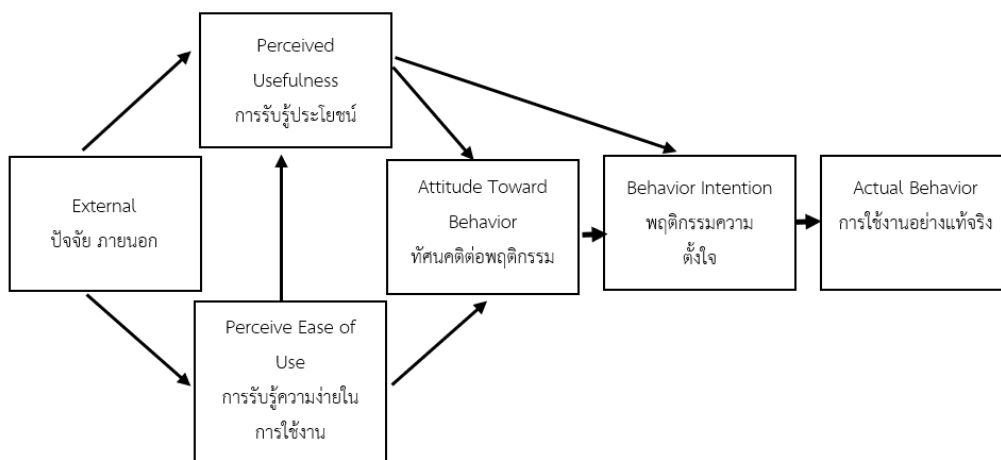 Perceived
Usefulness
การรับรู้ประโยชน์
External
ปัจจัย ภายนอก
Attitude Toward
Behavior
ทัศนคติต่อพฤติกรรม
Behavior Intention
พฤติกรรมความ
ตั้งใจ
Actual Behavior
การใช้งานอย่างแท้จริง
Perceive Ease of
Use
การรับรู้ความง่ายใน
การใช้งาน